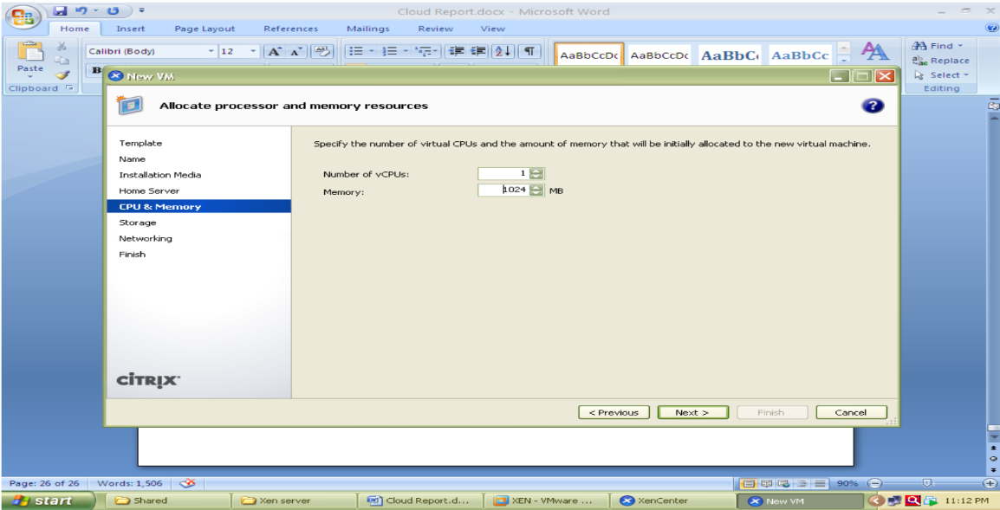 Cloud Report.docx - Microsoft Word
Home Insert Page Layout References Mailings Review View
Calibri (Body) 12
AaBbCcDc AaBbCcDc AaBbC AaBbCc
Find
Replace
Select
Paste
Clipboard
Editing
New VM
Allocate processor and memory resources
Template
Name
Installation Media
Home Server
CPU & Memory
Storage
Networking
Finish
Specify the number of virtual CPUs and the amount of memory that will be initially allocated to the new virtual machine.
Number of vCPUs: 1
Memory: 1024 MB
CİTRIX
< Previous Next > Finish Cancel
Page: 26 of 26 Words: 1,506 90%
start Shared Xen server Cloud Report.d... XEN - VMware ... XenCenter New VM 11:12 PM